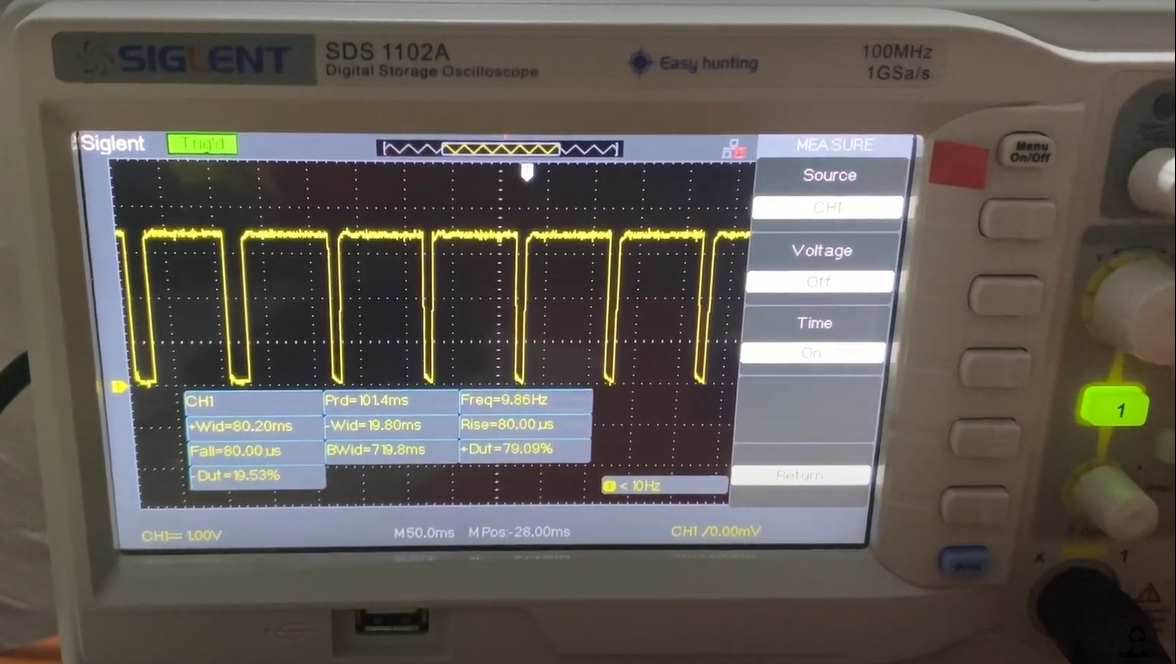 SIGLENT
SDS 1102A
Digital Storage Oscilloscope
Easy hunting
100MHz
1GSa/s
Siglent
Trig'd
MEASURE
Source
CH1
Voltage
Off
Time
On
Return
CH1
Prd=101.4ms
Freq=9.86Hz
+Wid=80.20ms
-Wid=19.80ms
Rise=80.00µs
Fall=80.00µs
BWid=719.8ms
+Dut=79.09%
-Dut=19.53%
< 10Hz
CH1= 1.00V
M 50.0ms
M Pos:-28.00ms
CH1 /0.00mV
Menu
On/Off
1
V
X
1